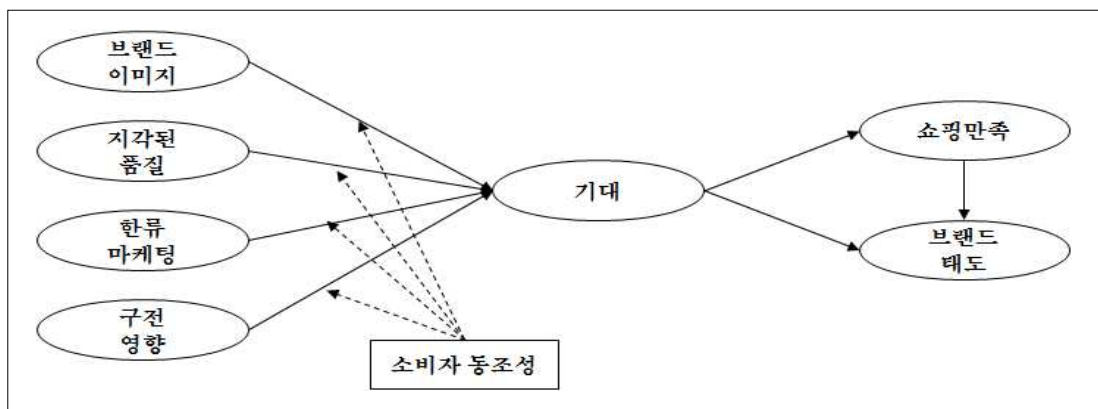 브랜드
이미지
지각된
품질
한류
마케팅
구전
영향
소비자 동조성
기대
쇼핑만족
브랜드
태도